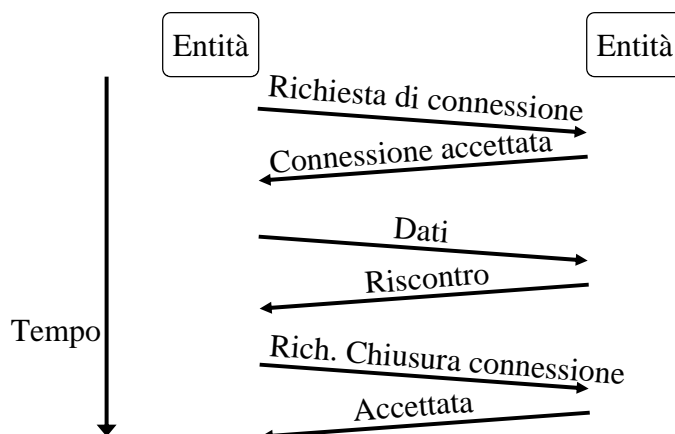 Entità
Entità
Richiesta di connessione
Connessione accettata
Dati
Riscontro
Tempo
Rich. Chiusura connessione
Accettata